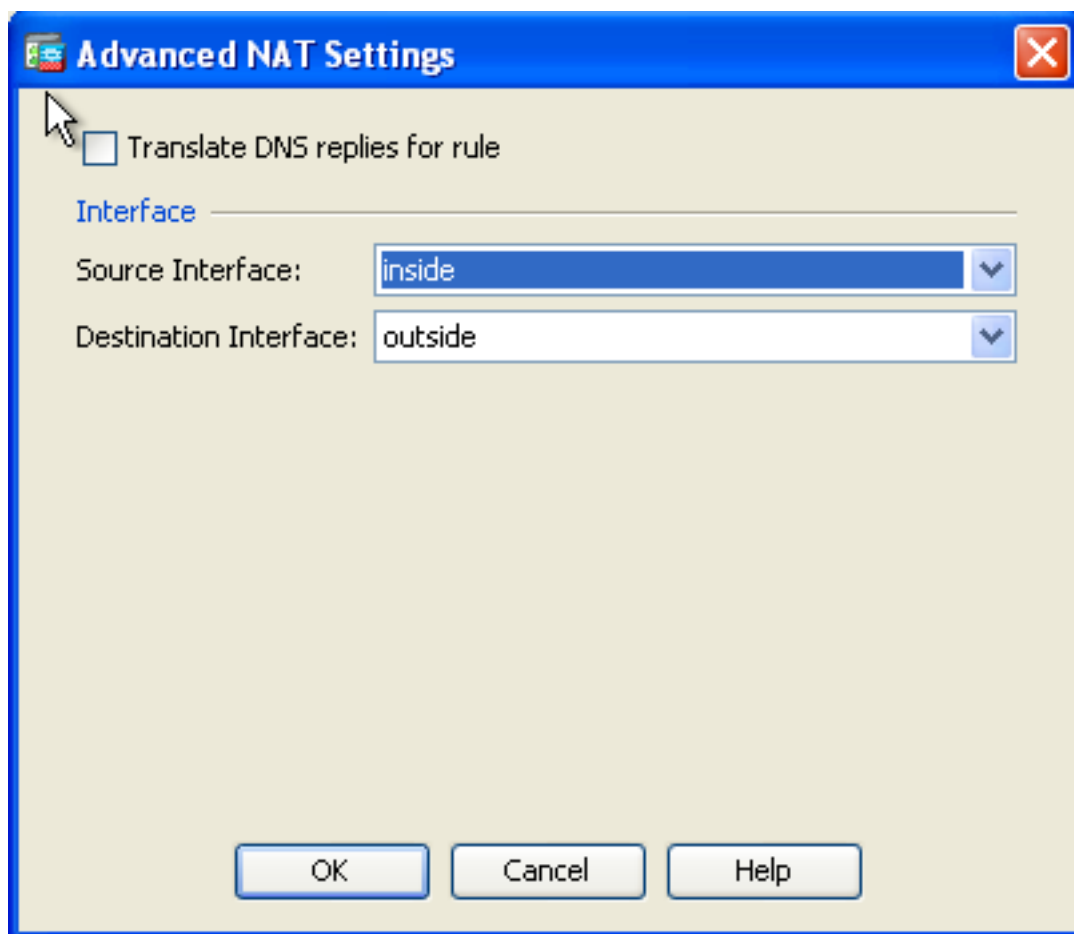 Advanced NAT Settings
Translate DNS replies for rule
Interface
Source Interface: inside
Destination Interface: outside
OK Cancel Help